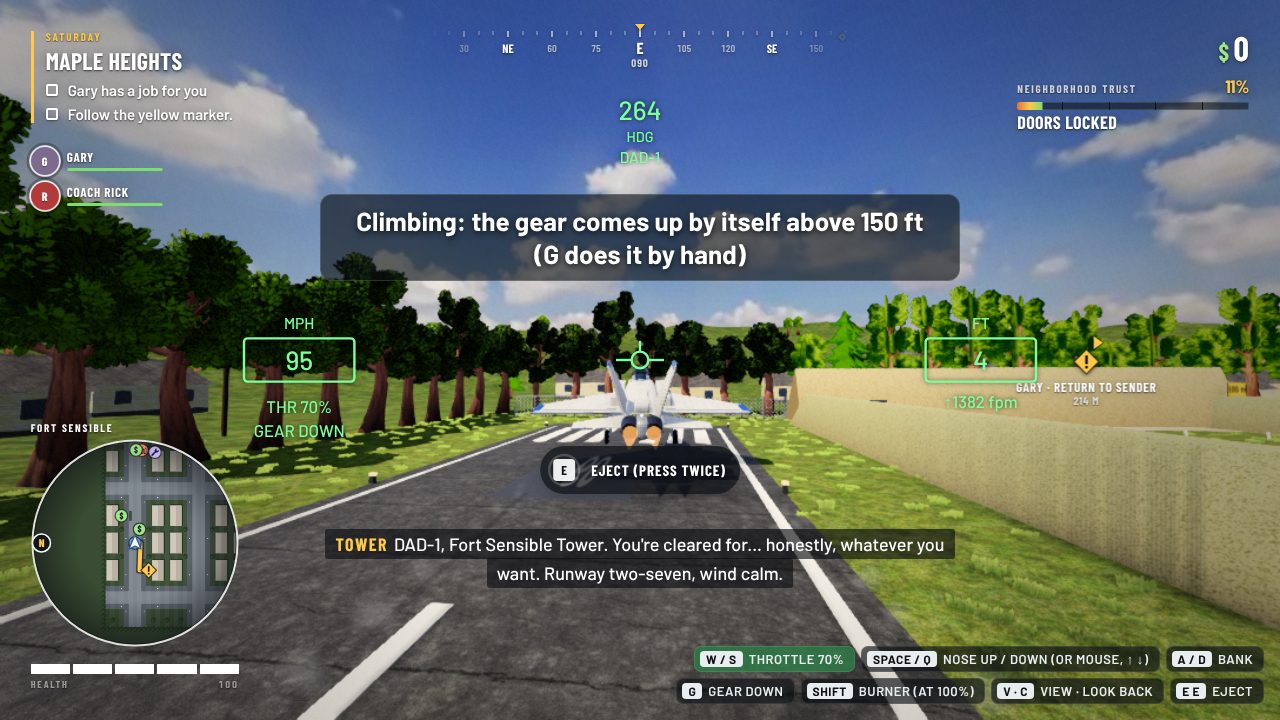 SATURDAY
MAPLE HEIGHTS
Gary has a job for you
Follow the yellow marker.
G GARY
R COACH RICK
30 NE 60 75 E 105 120 SE 150
090
264
HDG
DAD-1
$0
NEIGHBORHOOD TRUST 11%
DOORS LOCKED
Climbing: the gear comes up by itself above 150 ft
(G does it by hand)
MPH
95
THR 70%
GEAR DOWN
FT
4
↑1382 fpm
GARY · RETURN TO SENDER
214 M
E EJECT (PRESS TWICE)
TOWER DAD-1, Fort Sensible Tower. You're cleared for... honestly, whatever you
want. Runway two-seven, wind calm.
FORT SENSIBLE
N
HEALTH 100
W / S THROTTLE 70% SPACE / Q NOSE UP / DOWN (OR MOUSE, ↑ ↓) A / D BANK
G GEAR DOWN SHIFT BURNER (AT 100%) V · C VIEW · LOOK BACK E E EJECT